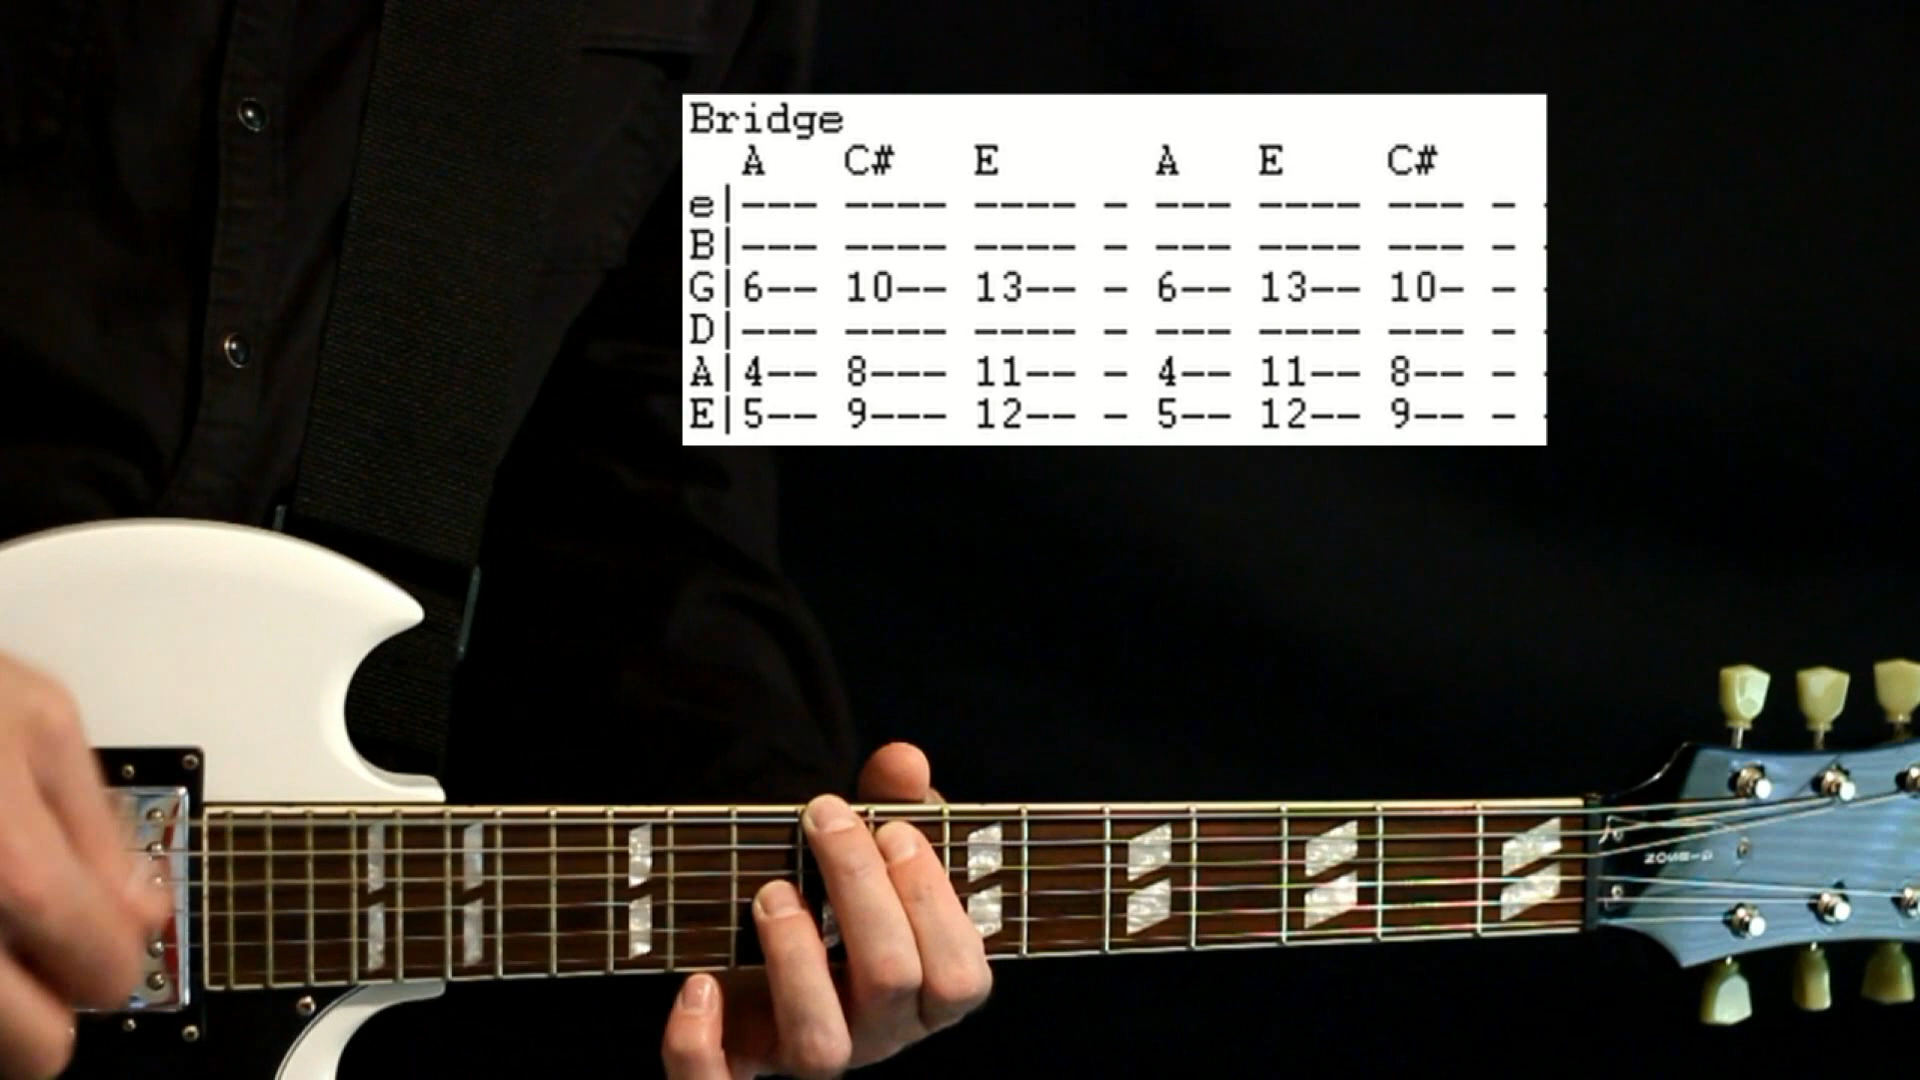 Bridge
A C# E A E C#
e|--- ---- ---- - --- ---- --- -
B|--- ---- ---- - --- ---- --- -
G|6-- 10-- 13-- - 6-- 13-- 10- -
D|--- ---- ---- - --- ---- --- -
A|4-- 8--- 11-- - 4-- 11-- 8-- -
E|5-- 9--- 12-- - 5-- 12-- 9-- -